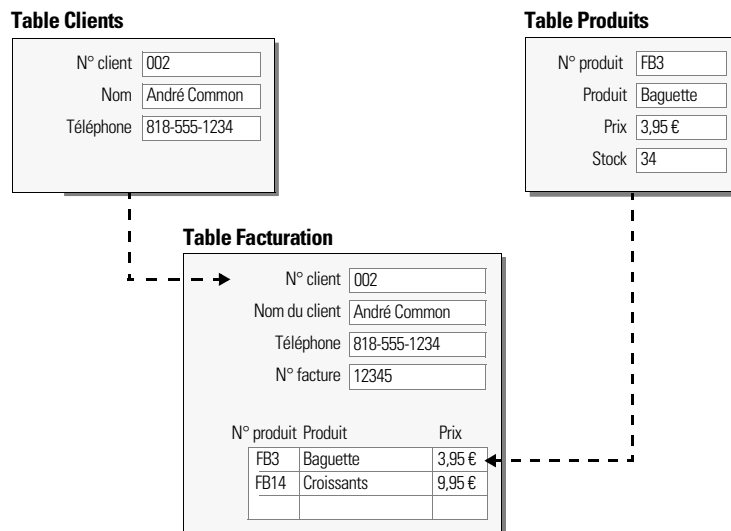 Table Clients
N° client 002
Nom André Common
Téléphone 818-555-1234
Table Produits
N° produit FB3
Produit Baguette
Prix 3,95 €
Stock 34
Table Facturation
N° client 002
Nom du client André Common
Téléphone 818-555-1234
N° facture 12345
N° produit Produit Prix
FB3 Baguette 3,95 €
FB14 Croissants 9,95 €